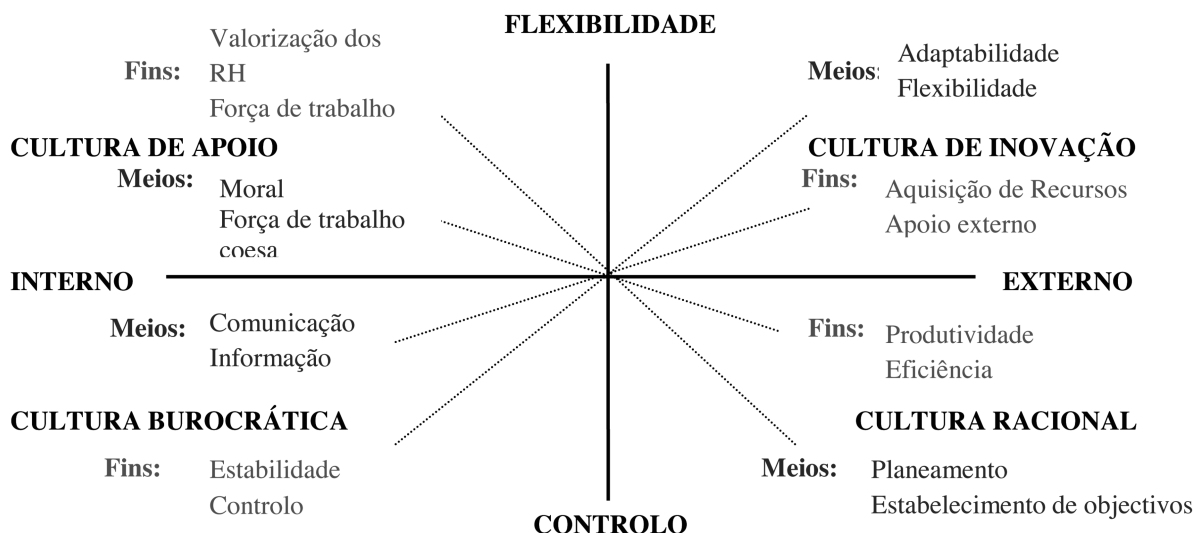 FLEXIBILIDADE
Fins: Valorização dos
RH
Força de trabalho
Meios: Adaptabilidade
Flexibilidade
CULTURA DE APOIO
Meios: Moral
Força de trabalho
coesa
CULTURA DE INOVAÇÃO
Fins: Aquisição de Recursos
Apoio externo
INTERNO
EXTERNO
Meios: Comunicação
Informação
Fins: Produtividade
Eficiência
CULTURA BUROCRÁTICA
Fins: Estabilidade
Controlo
CULTURA RACIONAL
Meios: Planeamento
Estabelecimento de objectivos
CONTROLO